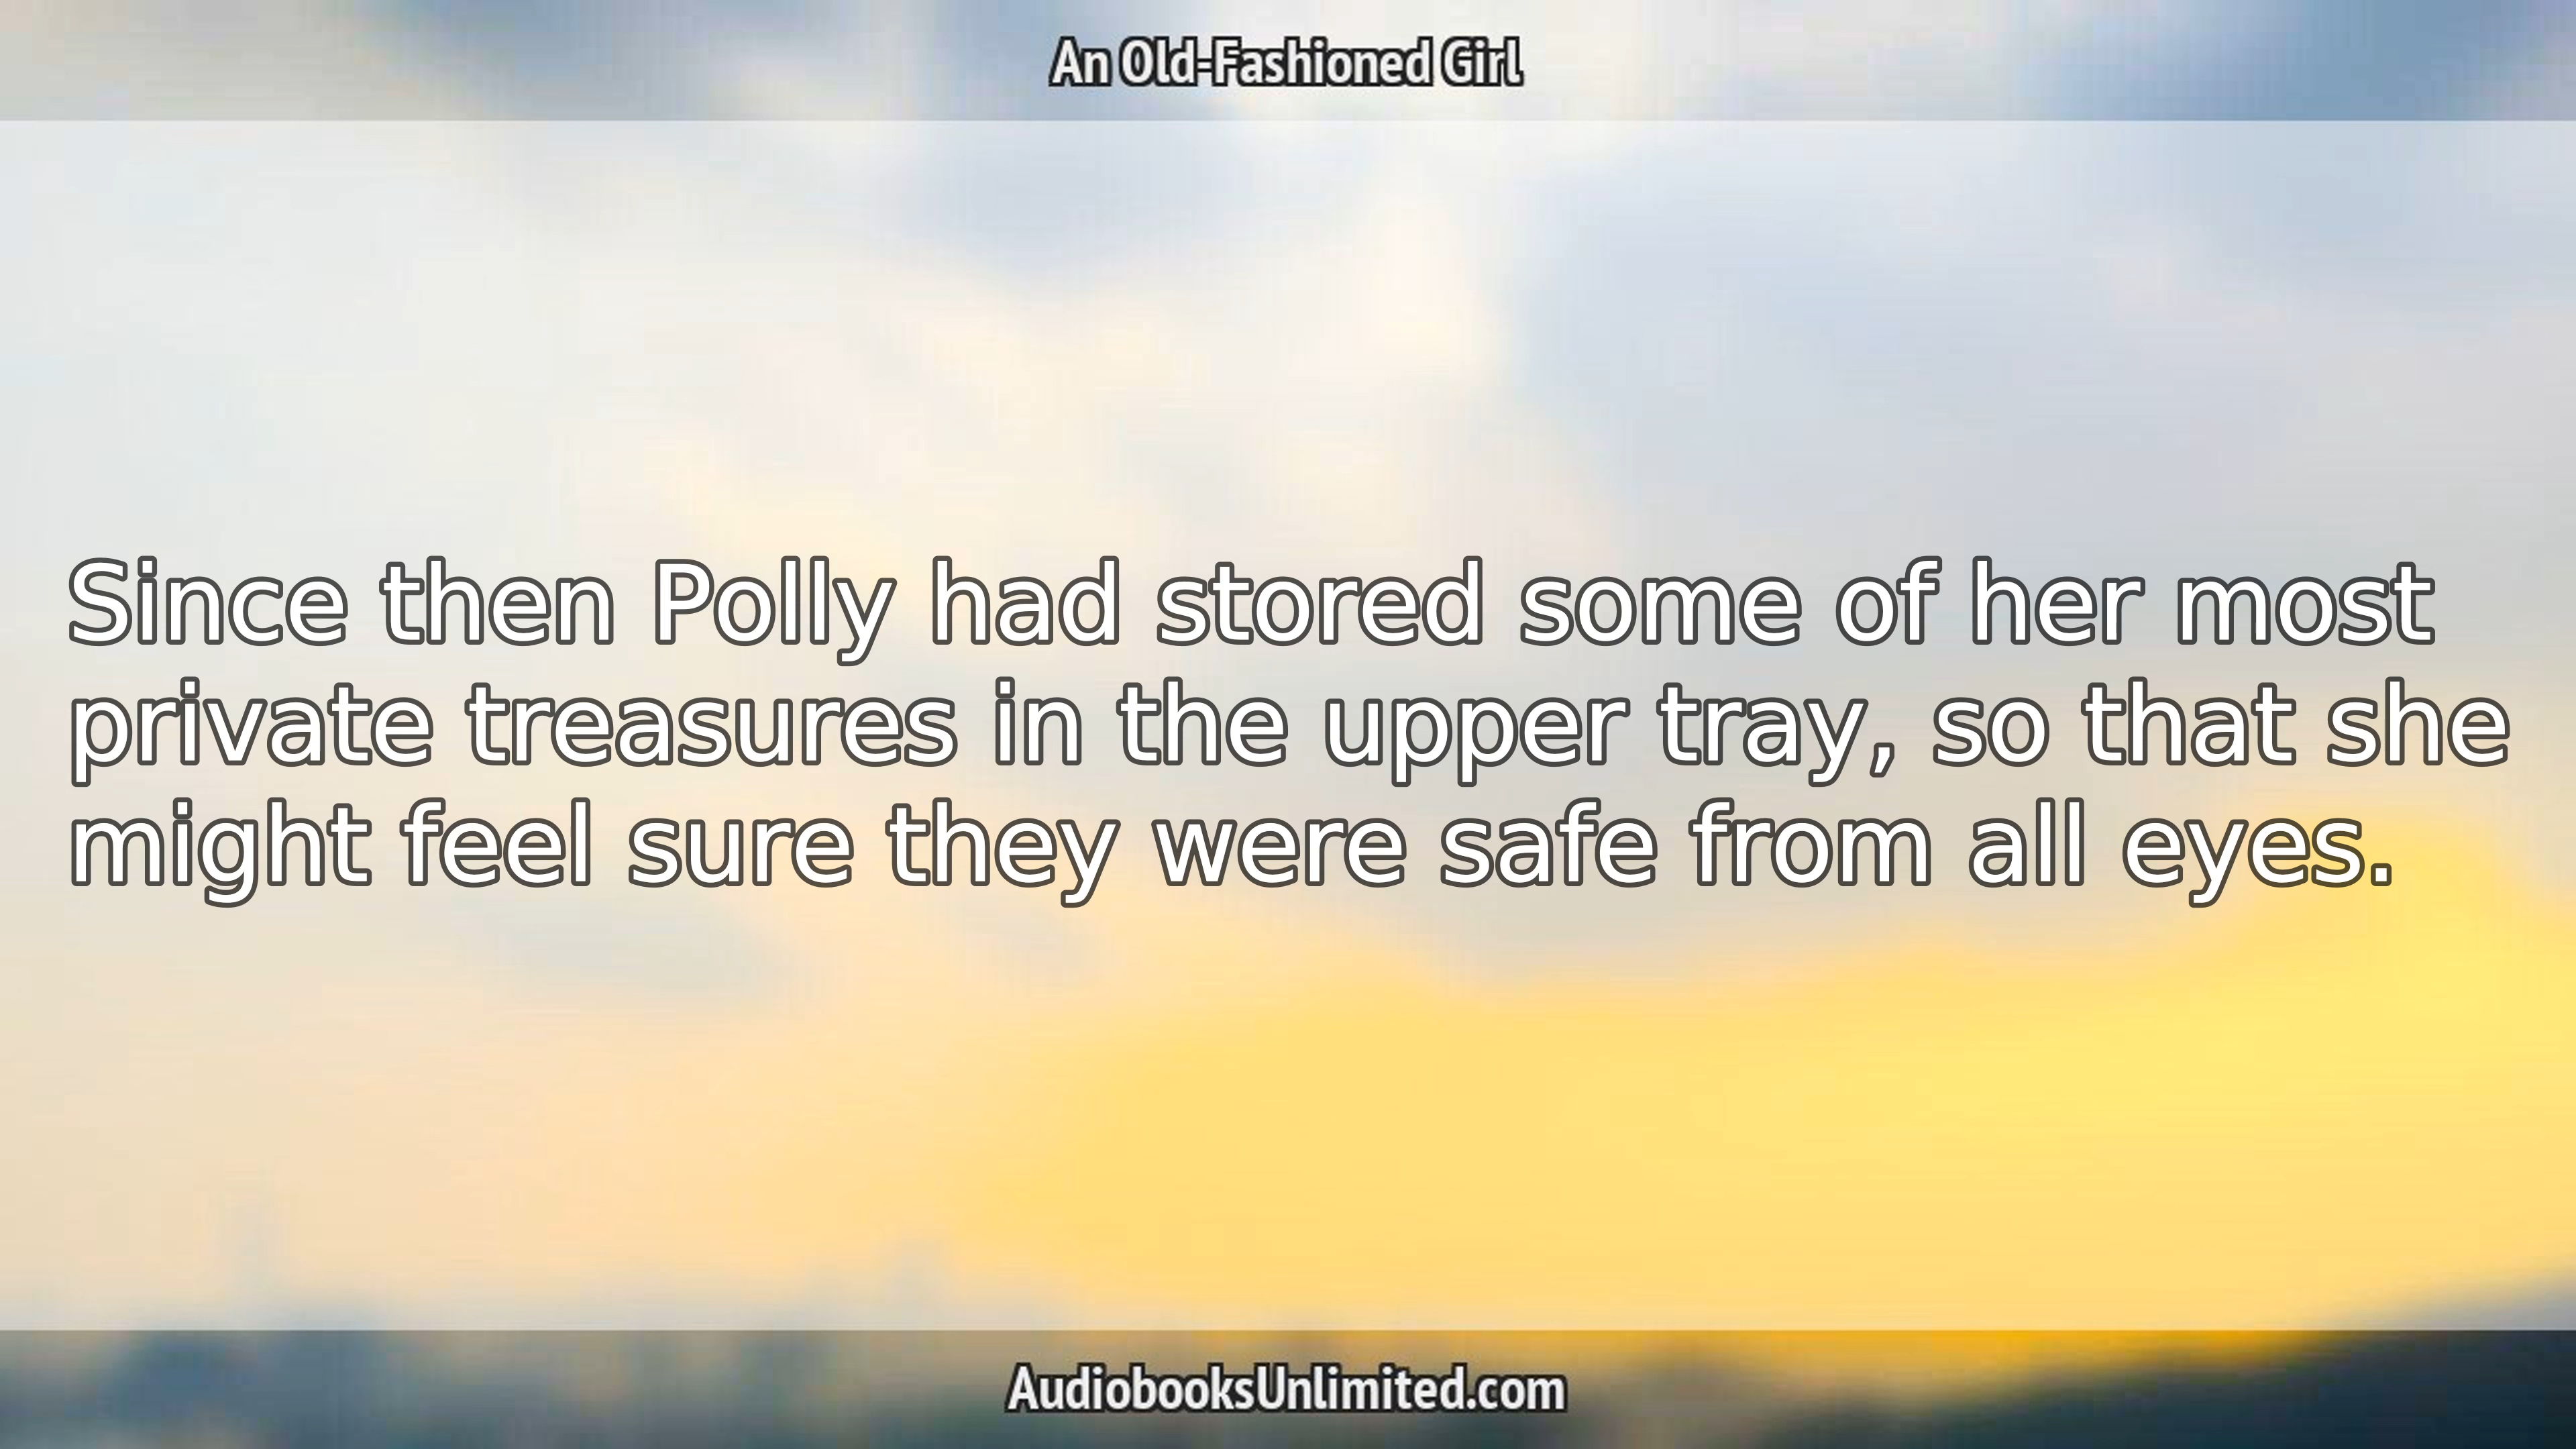 An Old-Fashioned Girl
Since then Polly had stored some of her most
private treasures in the upper tray, so that she
might feel sure they were safe from all eyes.
AudiobooksUnlimited.com